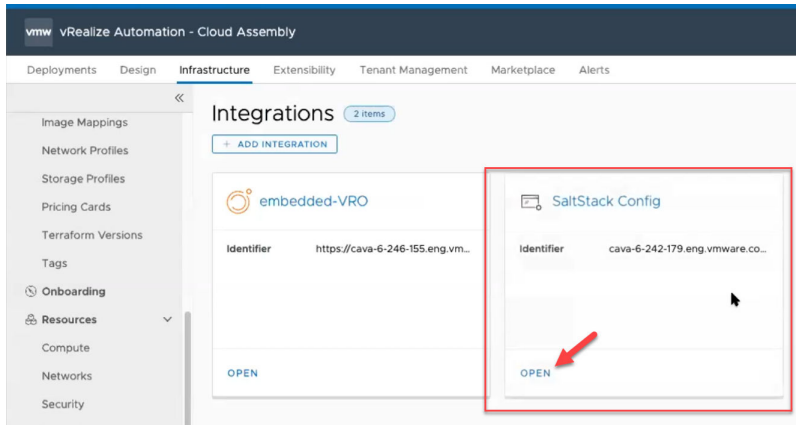 vmw vRealize Automation - Cloud Assembly
Deployments Design Infrastructure Extensibility Tenant Management Marketplace Alerts
Image Mappings
Network Profiles
Storage Profiles
Pricing Cards
Terraform Versions
Tags
Onboarding
Resources
Compute
Networks
Security
Integrations 2 items
+ ADD INTEGRATION
embedded-VRO
Identifier https://cava-6-246-155.eng.vm...
OPEN
SaltStack Config
Identifier cava-6-242-179.eng.vmware.co...
OPEN